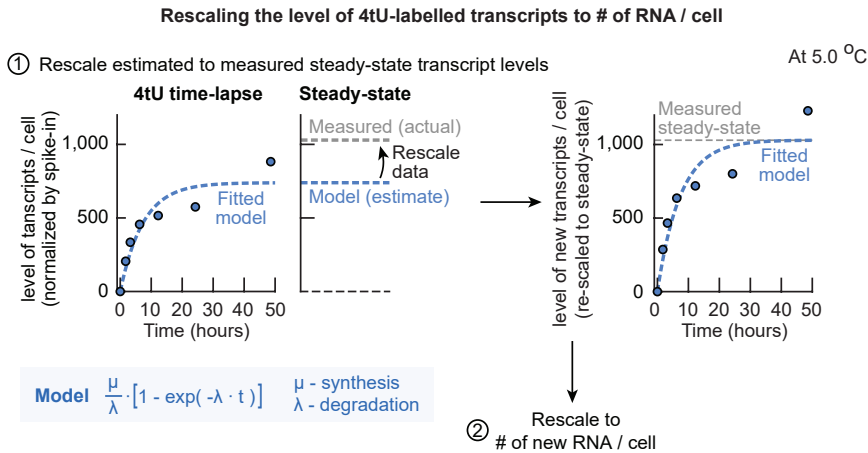 Rescaling the level of 4tU-labelled transcripts to # of RNA / cell
At 5.0 °C
① Rescale estimated to measured steady-state transcript levels
4tU time-lapse
level of tanscripts / cell
(normalized by spike-in)
1,000
500
0
Fitted
model
0 10 20 30 40 50
Time (hours)
Steady-state
Measured (actual)
Rescale
data
Model (estimate)
level of new transcripts / cell
(re-scaled to steady-state)
1,000
500
0
Measured
steady-state
Fitted
model
0 10 20 30 40 50
Time (hours)
Model μ/λ · [1 - exp( -λ · t )]
μ - synthesis
λ - degradation
② Rescale to
# of new RNA / cell